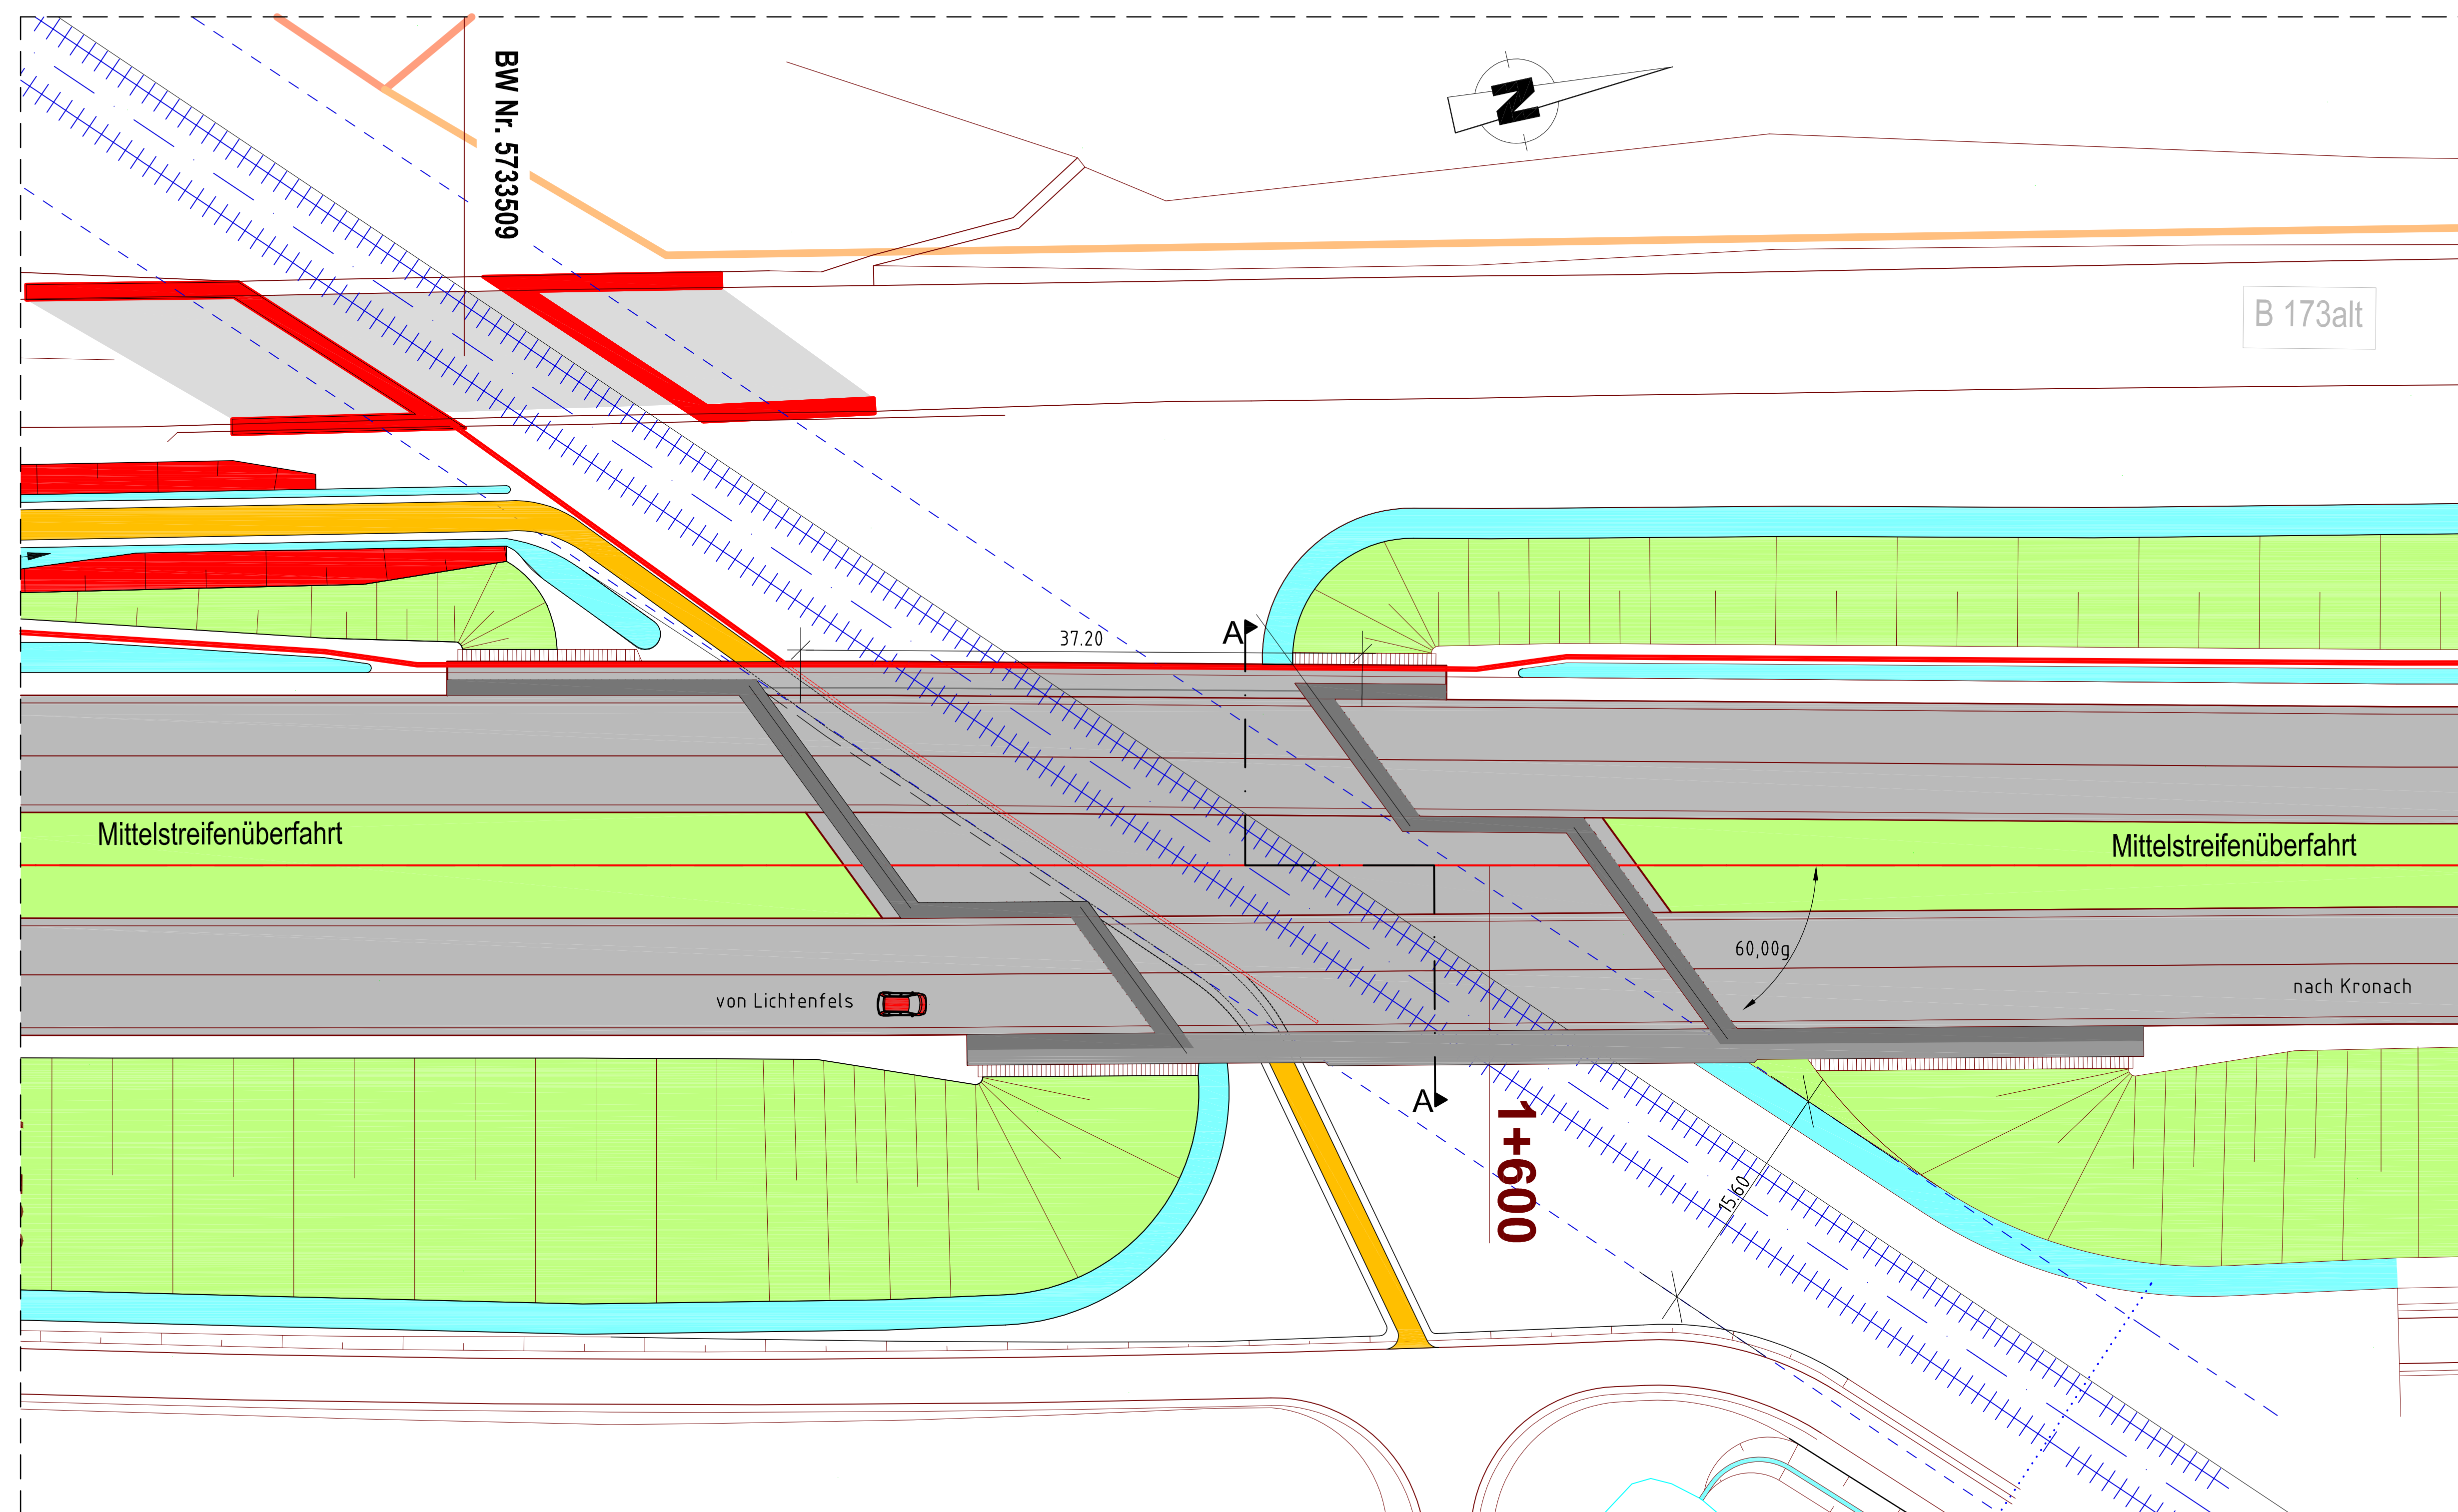 BW Nr. 5733509
N
B 173alt
A
37.20
Mittelstreifenüberfahrt
Mittelstreifenüberfahrt
60,00g
von Lichtenfels
nach Kronach
A
1+600
15.60